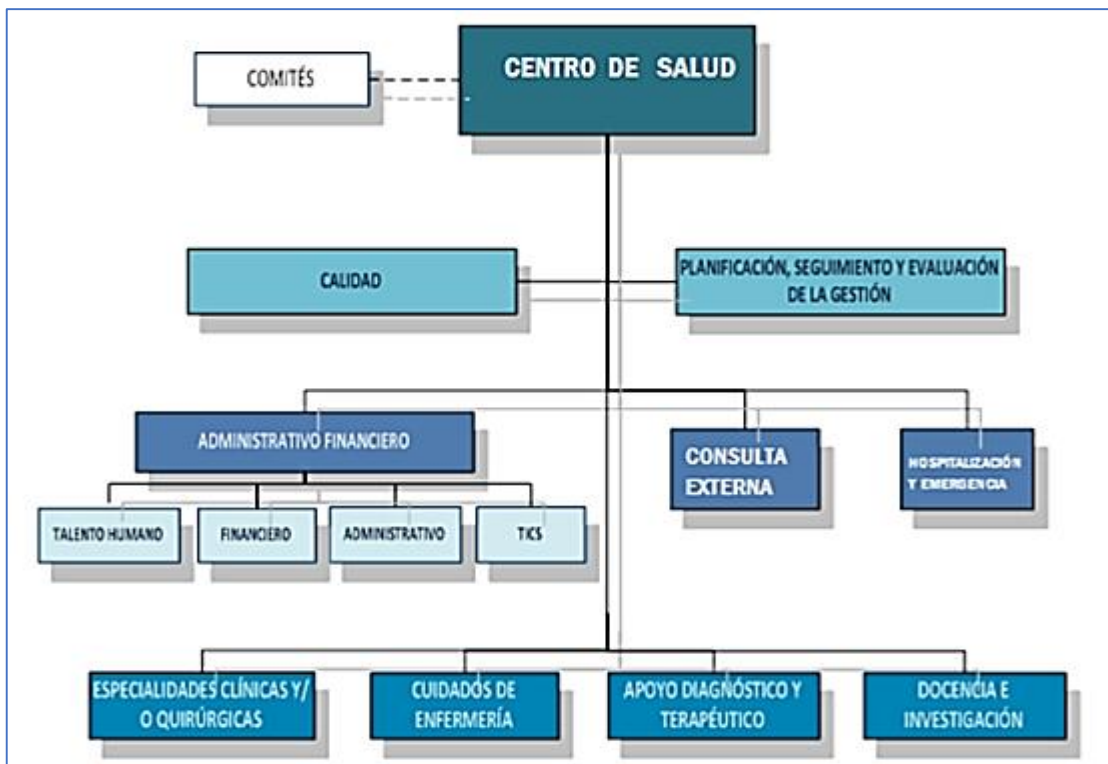 COMITÉS
CENTRO DE SALUD
CALIDAD
PLANIFICACIÓN, SEGUIMIENTO Y EVALUACIÓN
DE LA GESTIÓN
ADMINISTRATIVO FINANCIERO
CONSULTA
EXTERNA
HOSPITALIZACIÓN
Y EMERGENCIA
TALENTO HUMANO
FINANCIERO
ADMINISTRATIVO
TICS
ESPECIALIDADES CLÍNICAS Y/
O QUIRÚRGICAS
CUIDADOS DE
ENFERMERÍA
APOYO DIAGNÓSTICO Y
TERAPÉUTICO
DOCENCIA E
INVESTIGACIÓN